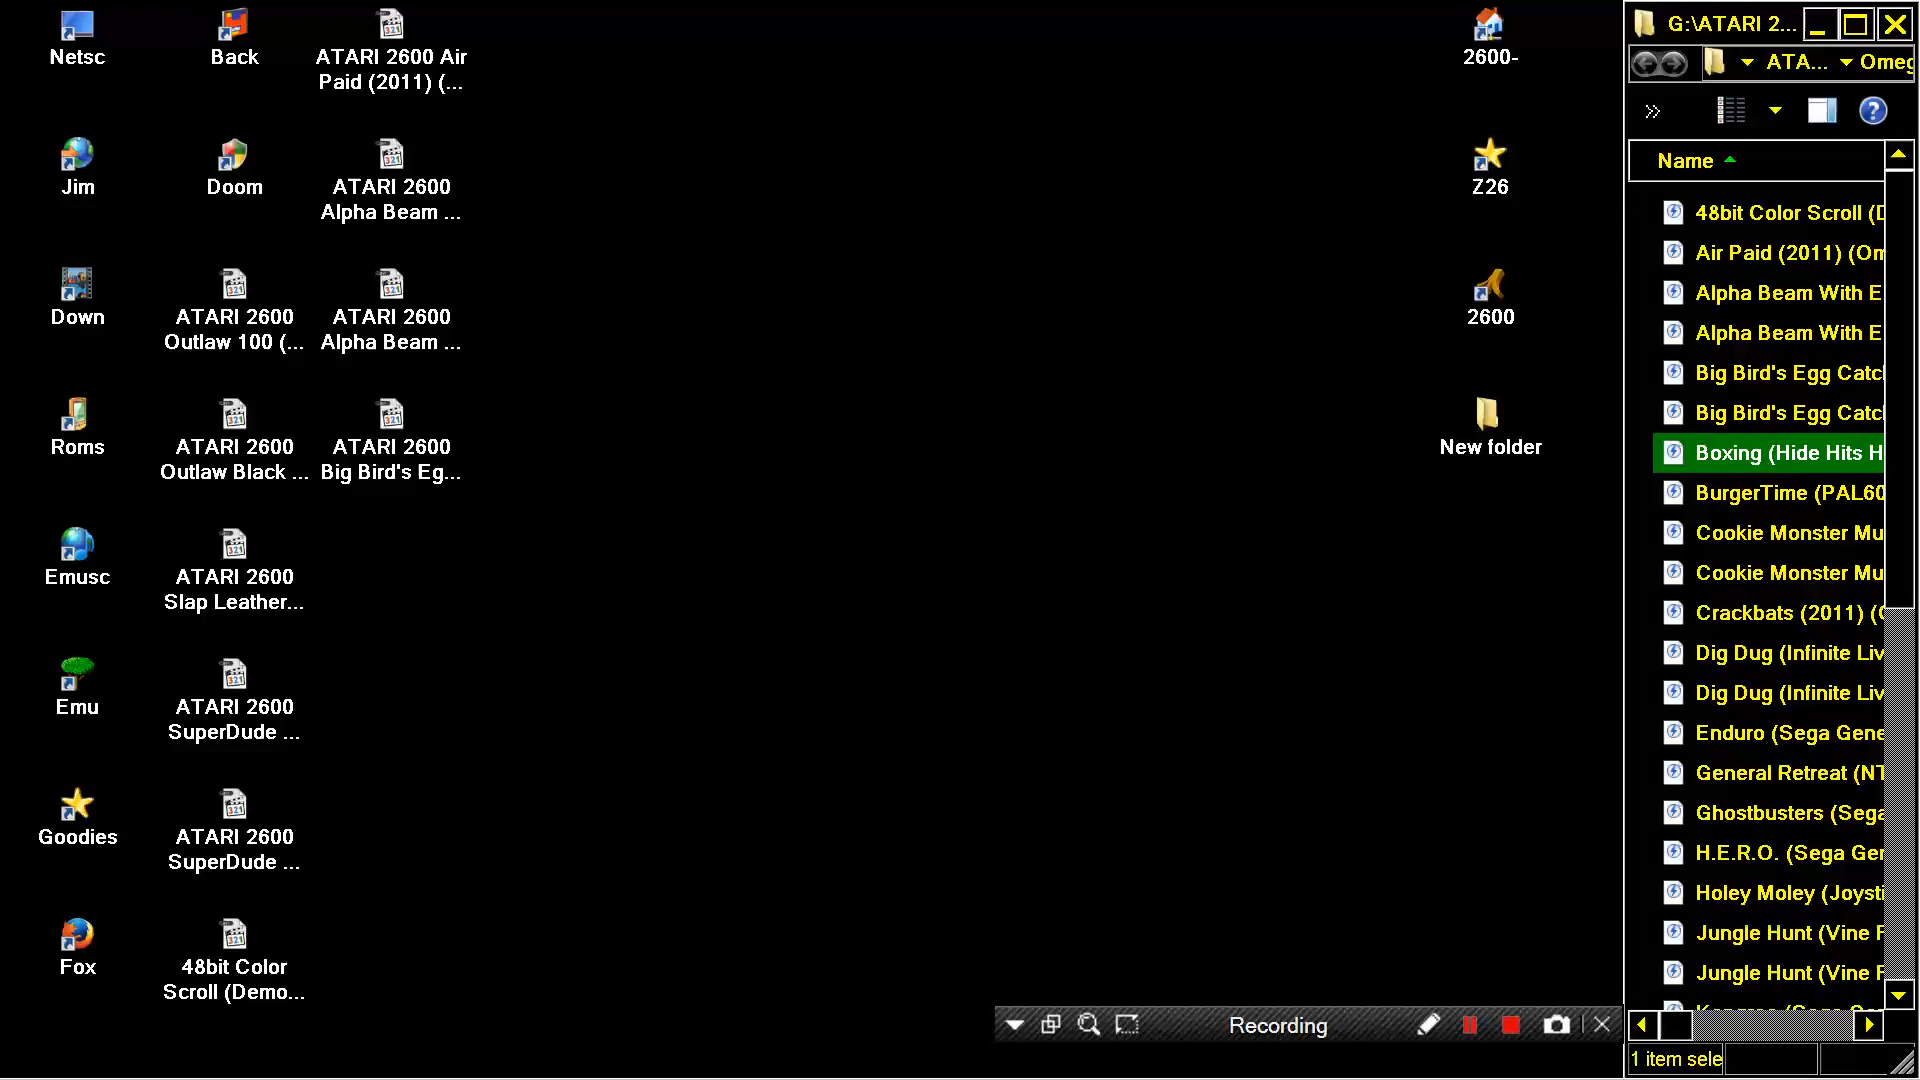 Netsc
Back
ATARI 2600 Air
Paid (2011) (...
2600-
Jim
Doom
ATARI 2600
Alpha Beam ...
Z26
Down
ATARI 2600
Outlaw 100 (...
ATARI 2600
Alpha Beam ...
2600
Roms
ATARI 2600
Outlaw Black ...
ATARI 2600
Big Bird's Eg...
New folder
Emusc
ATARI 2600
Slap Leather...
Emu
ATARI 2600
SuperDude ...
Goodies
ATARI 2600
SuperDude ...
Fox
48bit Color
Scroll (Demo...
Recording
G:\ATARI 2...
ATA... Omeg
Name
48bit Color Scroll (D
Air Paid (2011) (Om
Alpha Beam With E
Alpha Beam With E
Big Bird's Egg Catc
Big Bird's Egg Catc
Boxing (Hide Hits H
BurgerTime (PAL60
Cookie Monster Mu
Cookie Monster Mu
Crackbats (2011) (
Dig Dug (Infinite Liv
Dig Dug (Infinite Liv
Enduro (Sega Gene
General Retreat (NT
Ghostbusters (Sega
H.E.R.O. (Sega Ger
Holey Moley (Joysti
Jungle Hunt (Vine F
Jungle Hunt (Vine F
1 item sele